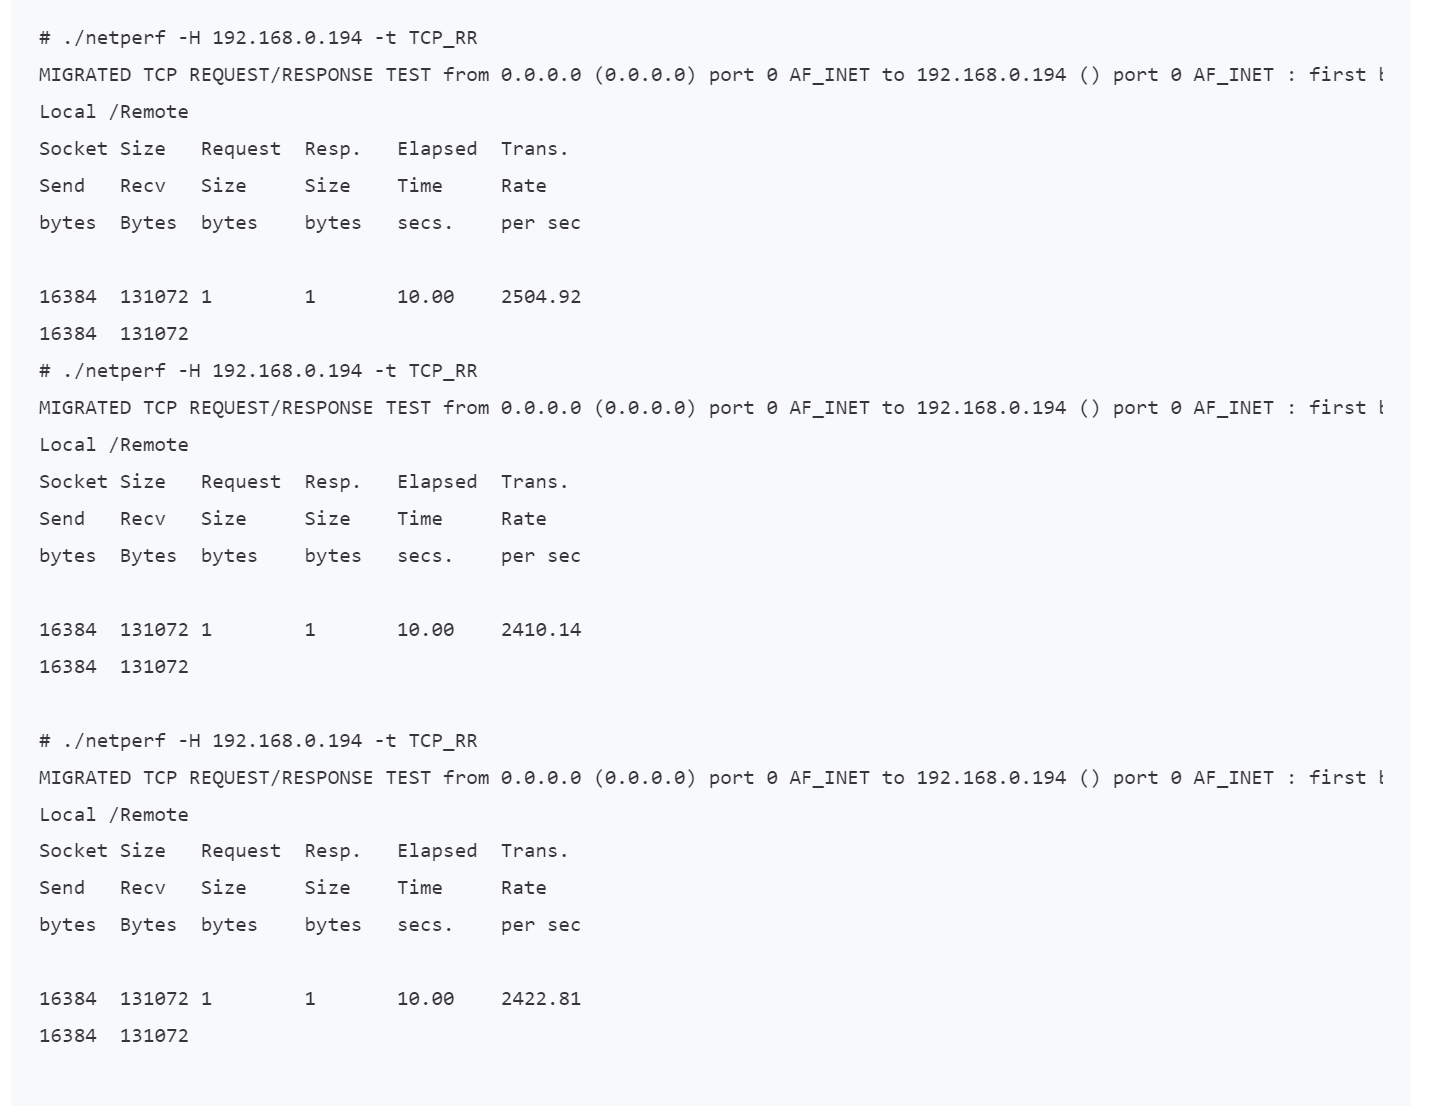 # ./netperf -H 192.168.0.194 -t TCP_RR
MIGRATED TCP REQUEST/RESPONSE TEST from 0.0.0.0 (0.0.0.0) port 0 AF_INET to 192.168.0.194 () port 0 AF_INET : first
Local /Remote
Socket Size   Request  Resp.   Elapsed  Trans.
Send   Recv   Size     Size    Time     Rate
bytes  Bytes  bytes    bytes   secs.    per sec

16384  131072 1        1       10.00    2504.92
16384  131072
# ./netperf -H 192.168.0.194 -t TCP_RR
MIGRATED TCP REQUEST/RESPONSE TEST from 0.0.0.0 (0.0.0.0) port 0 AF_INET to 192.168.0.194 () port 0 AF_INET : first
Local /Remote
Socket Size   Request  Resp.   Elapsed  Trans.
Send   Recv   Size     Size    Time     Rate
bytes  Bytes  bytes    bytes   secs.    per sec

16384  131072 1        1       10.00    2410.14
16384  131072

# ./netperf -H 192.168.0.194 -t TCP_RR
MIGRATED TCP REQUEST/RESPONSE TEST from 0.0.0.0 (0.0.0.0) port 0 AF_INET to 192.168.0.194 () port 0 AF_INET : first
Local /Remote
Socket Size   Request  Resp.   Elapsed  Trans.
Send   Recv   Size     Size    Time     Rate
bytes  Bytes  bytes    bytes   secs.    per sec

16384  131072 1        1       10.00    2422.81
16384  131072